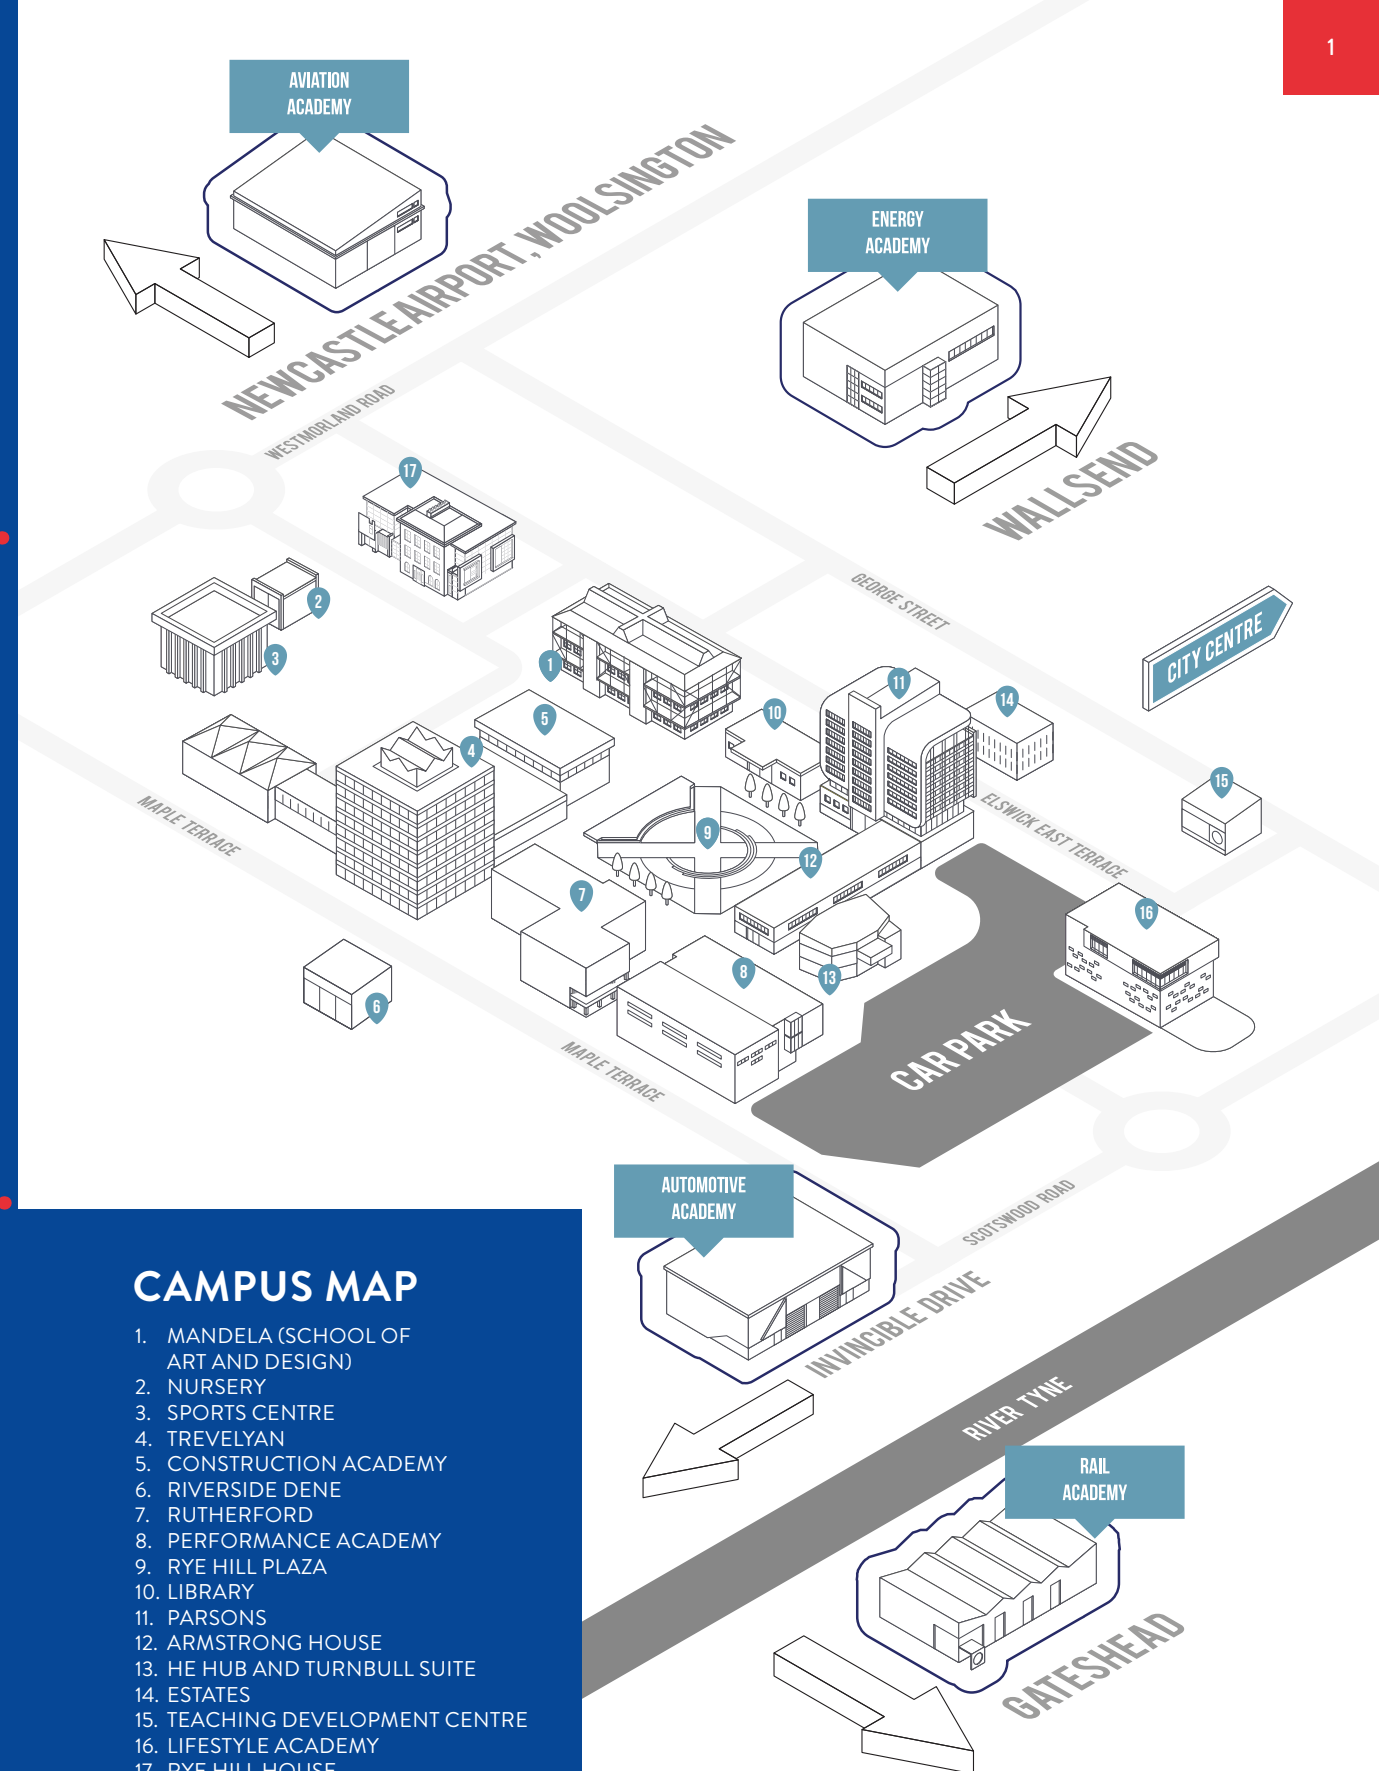 1
AVIATION
ACADEMY
ENERGY
ACADEMY
NEWCASTLE AIRPORT, WOOLSINGTON
WESTMORLAND ROAD
WALLSEND
17
GEORGE STREET
CITY CENTRE
2
3
1
11
14
10
5
4
15
MAPLE TERRACE
ELSWICK EAST TERRACE
9
12
7
16
8
13
6
CAR PARK
MAPLE TERRACE
AUTOMOTIVE
ACADEMY
SCOTSWOOD ROAD
INVINCIBLE DRIVE
RIVER TYNE
RAIL
ACADEMY
GATESHEAD
CAMPUS MAP
1. MANDELA (SCHOOL OF
ART AND DESIGN)
2. NURSERY
3. SPORTS CENTRE
4. TREVELYAN
5. CONSTRUCTION ACADEMY
6. RIVERSIDE DENE
7. RUTHERFORD
8. PERFORMANCE ACADEMY
9. RYE HILL PLAZA
10. LIBRARY
11. PARSONS
12. ARMSTRONG HOUSE
13. HE HUB AND TURNBULL SUITE
14. ESTATES
15. TEACHING DEVELOPMENT CENTRE
16. LIFESTYLE ACADEMY
17. RYE HILL HOUSE